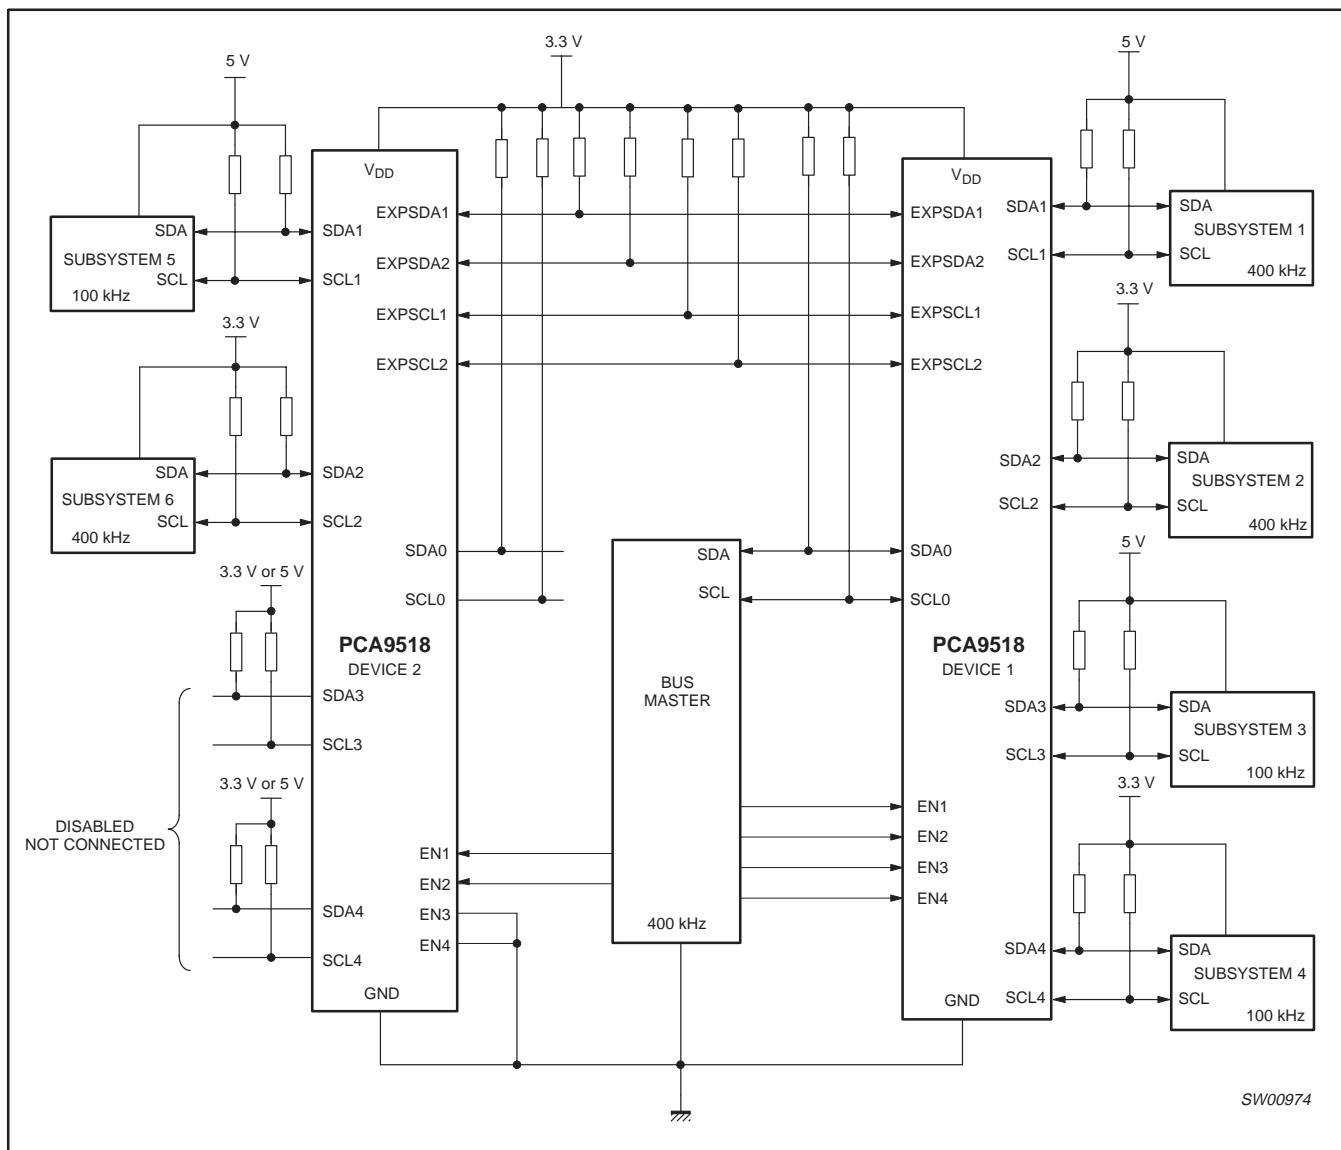 3.3 V
5 V
5 V
VDD
VDD
EXPSDA1
EXPSDA2
EXPSCL1
EXPSCL2
EXPSDA1
EXPSDA2
EXPSCL1
EXPSCL2
SDA
SUBSYSTEM 5
SCL
100 kHz
SDA1
SCL1
3.3 V
SDA
SUBSYSTEM 6
SCL
400 kHz
SDA2
SCL2
SDA0
SCL0
3.3 V or 5 V
PCA9518
DEVICE 2
SDA3
SCL3
3.3 V or 5 V
DISABLED
NOT CONNECTED
SDA4
SCL4
EN1
EN2
EN3
EN4
GND
SDA
SCL
BUS
MASTER
400 kHz
SDA1
SCL1
SDA
SUBSYSTEM 1
SCL
400 kHz
3.3 V
SDA2
SCL2
SDA
SUBSYSTEM 2
SCL
400 kHz
SDA0
SCL0
5 V
PCA9518
DEVICE 1
SDA3
SCL3
SDA
SUBSYSTEM 3
SCL
100 kHz
3.3 V
EN1
EN2
EN3
EN4
SDA4
SCL4
GND
SDA
SUBSYSTEM 4
SCL
100 kHz
SW00974